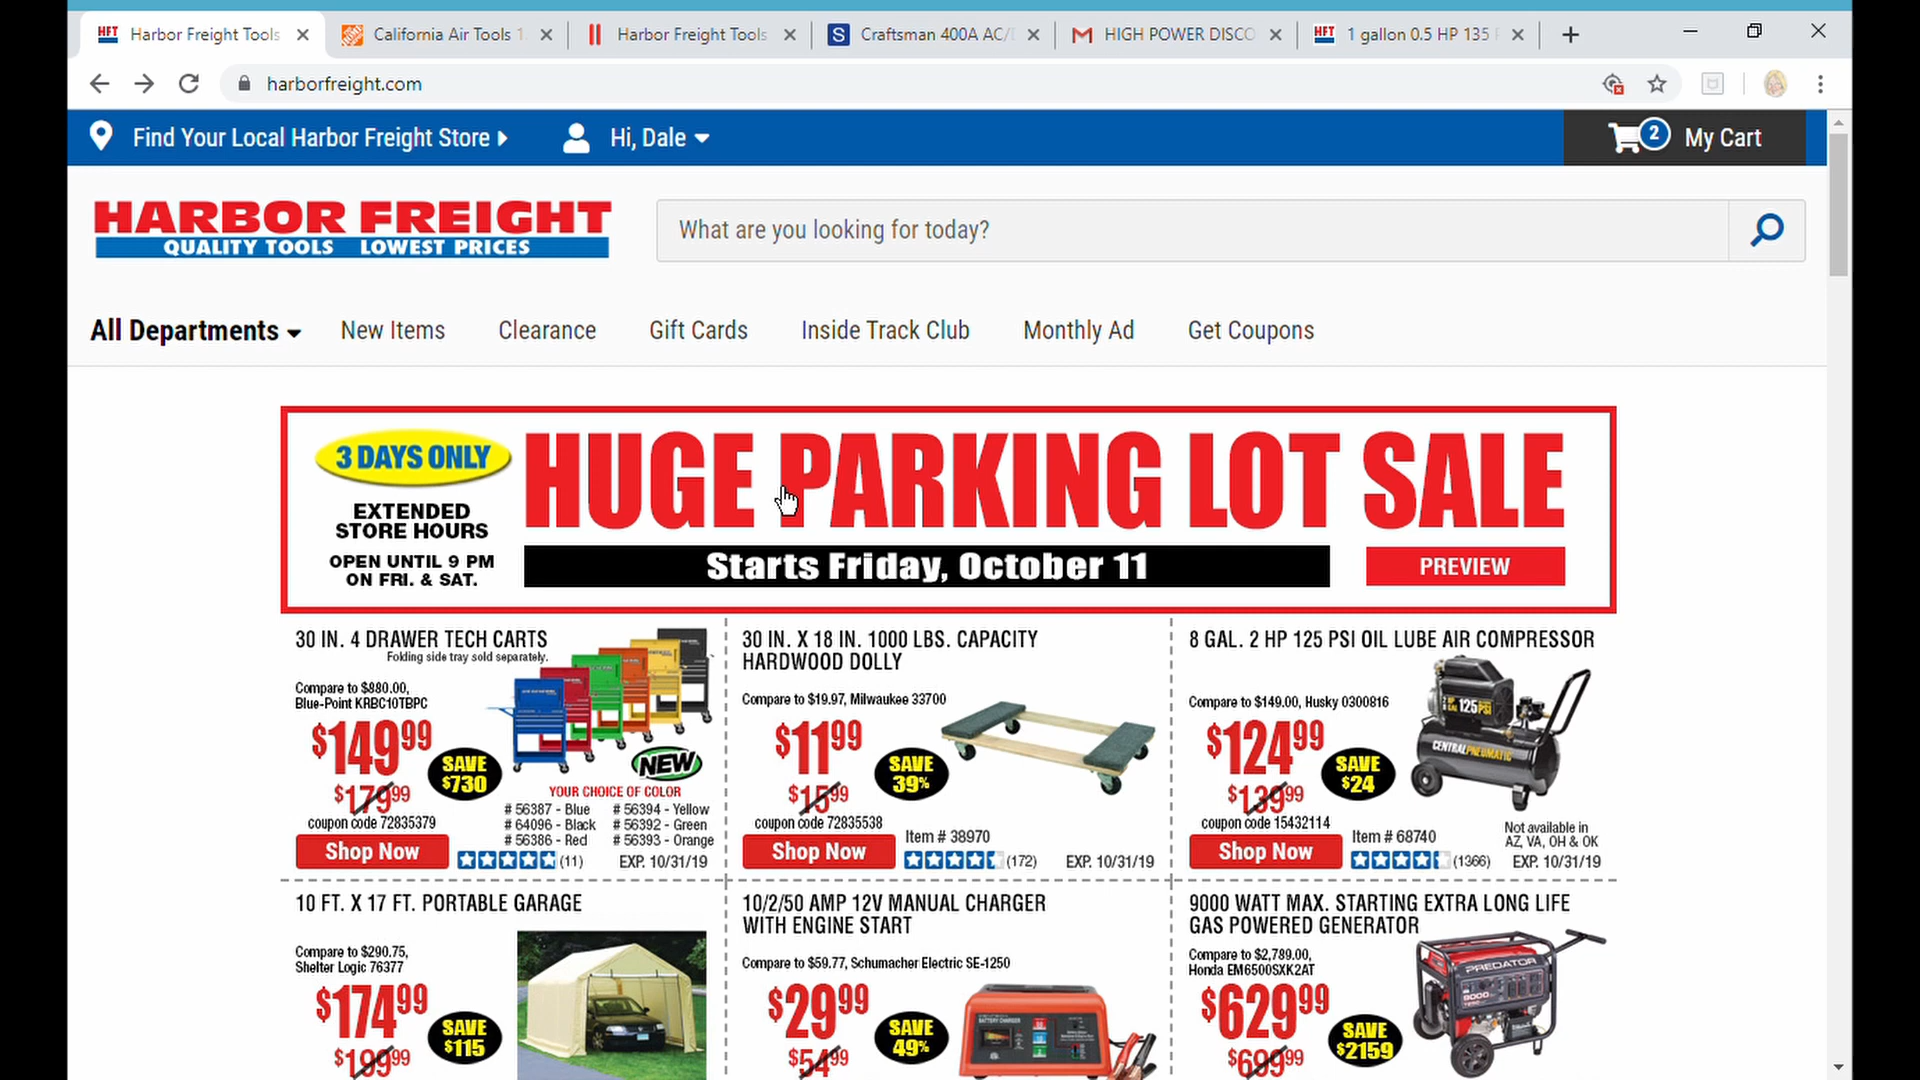 Harbor Freight Tools
California Air Tools 1
Harbor Freight Tools
Craftsman 400A AC/
HIGH POWER DISCO
1 gallon 0.5 HP 135
harborfreight.com
Find Your Local Harbor Freight Store
Hi, Dale
2
My Cart
HARBOR FREIGHT
QUALITY TOOLS LOWEST PRICES
What are you looking for today?
All Departments
New Items
Clearance
Gift Cards
Inside Track Club
Monthly Ad
Get Coupons
3 DAYS ONLY
EXTENDED
STORE HOURS
OPEN UNTIL 9 PM
ON FRI. & SAT.
HUGE PARKING LOT SALE
Starts Friday, October 11
PREVIEW
30 IN. 4 DRAWER TECH CARTS
Folding side tray sold separately.
Compare to $880.00,
Blue-Point KRBC10TBPC
$149 99
SAVE
$730
$179 99
coupon code 72835379
Shop Now
NEW
YOUR CHOICE OF COLOR
# 56387 - Blue # 56394 - Yellow
# 64096 - Black # 56392 - Green
# 56386 - Red # 56393 - Orange
(11)
EXP. 10/31/19
30 IN. X 18 IN. 1000 LBS. CAPACITY
HARDWOOD DOLLY
Compare to $19.97, Milwaukee 33700
$11 99
SAVE
39%
$15 99
coupon code 72835538
Shop Now
Item # 38970
(172)
EXP. 10/31/19
8 GAL. 2 HP 125 PSI OIL LUBE AIR COMPRESSOR
Compare to $149.00, Husky 0300816
$124 99
SAVE
$24
$139 99
coupon code 15432114
Shop Now
Item # 68740
(1366)
Not available in
AZ, VA, OH & OK
EXP. 10/31/19
125 PSI
CENTRALPNEUMATIC
10 FT. X 17 FT. PORTABLE GARAGE
Compare to $290.75,
Shelter Logic 76377
$174 99
SAVE
$115
$199 99
10/2/50 AMP 12V MANUAL CHARGER
WITH ENGINE START
Compare to $59.77, Schumacher Electric SE-1250
$29 99
SAVE
49%
$54 99
9000 WATT MAX. STARTING EXTRA LONG LIFE
GAS POWERED GENERATOR
Compare to $2,789.00,
Honda EM6500SXK2AT
$629 99
SAVE
$2159
$699 99
PREDATOR
9000